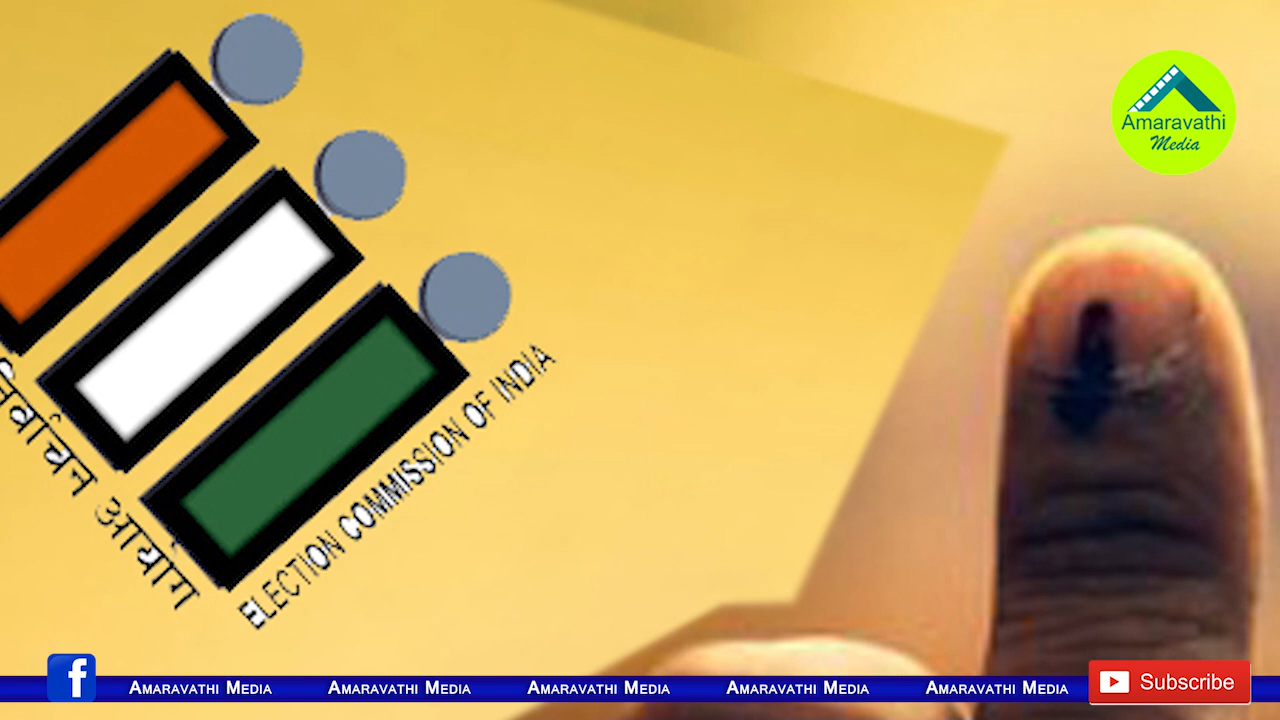 Amaravathi
Media
निर्वाचन आयोग
ELECTION COMMISSION OF INDIA
f
AMARAVATHI MEDIA AMARAVATHI MEDIA AMARAVATHI MEDIA AMARAVATHI MEDIA AMARAVATHI MEDIA
Subscribe